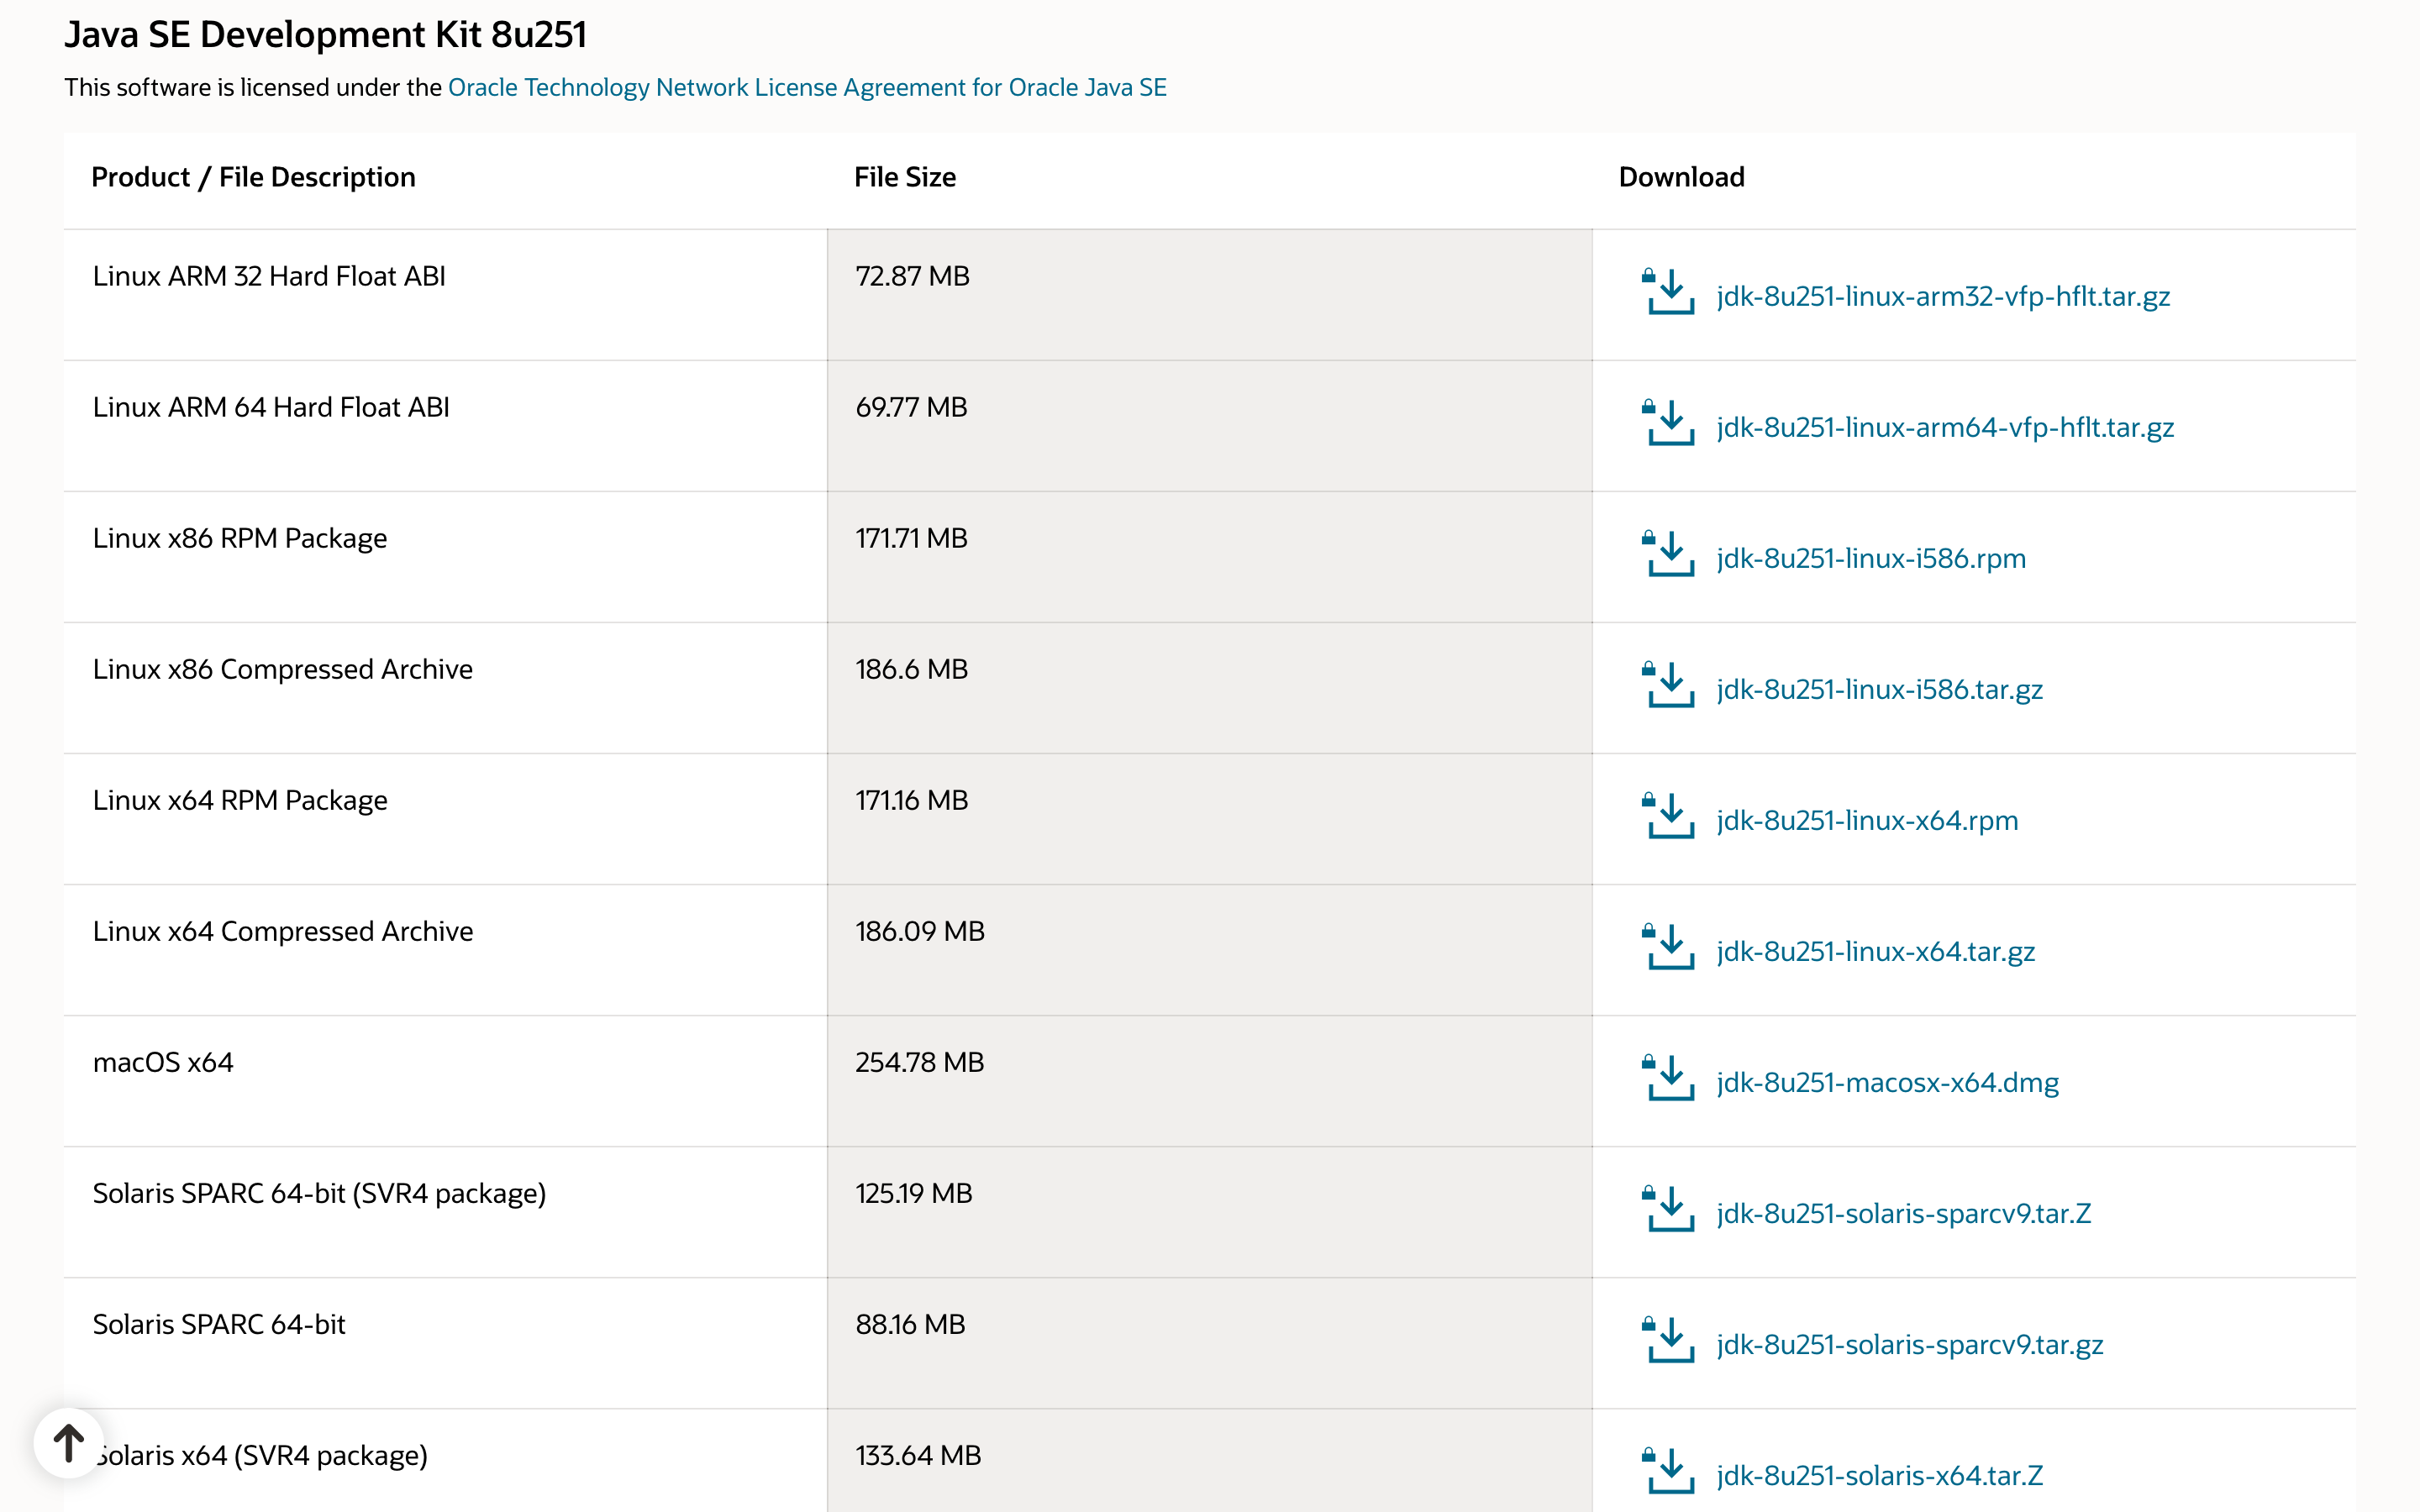 Java SE Development Kit 8u251
This software is licensed under the Oracle Technology Network License Agreement for Oracle Java SE
Product / File Description File Size Download
Linux ARM 32 Hard Float ABI 72.87 MB jdk-8u251-linux-arm32-vfp-hflt.tar.gz
Linux ARM 64 Hard Float ABI 69.77 MB jdk-8u251-linux-arm64-vfp-hflt.tar.gz
Linux x86 RPM Package 171.71 MB jdk-8u251-linux-i586.rpm
Linux x86 Compressed Archive 186.6 MB jdk-8u251-linux-i586.tar.gz
Linux x64 RPM Package 171.16 MB jdk-8u251-linux-x64.rpm
Linux x64 Compressed Archive 186.09 MB jdk-8u251-linux-x64.tar.gz
macOS x64 254.78 MB jdk-8u251-macosx-x64.dmg
Solaris SPARC 64-bit (SVR4 package) 125.19 MB jdk-8u251-solaris-sparcv9.tar.Z
Solaris SPARC 64-bit 88.16 MB jdk-8u251-solaris-sparcv9.tar.gz
Solaris x64 (SVR4 package) 133.64 MB jdk-8u251-solaris-x64.tar.Z